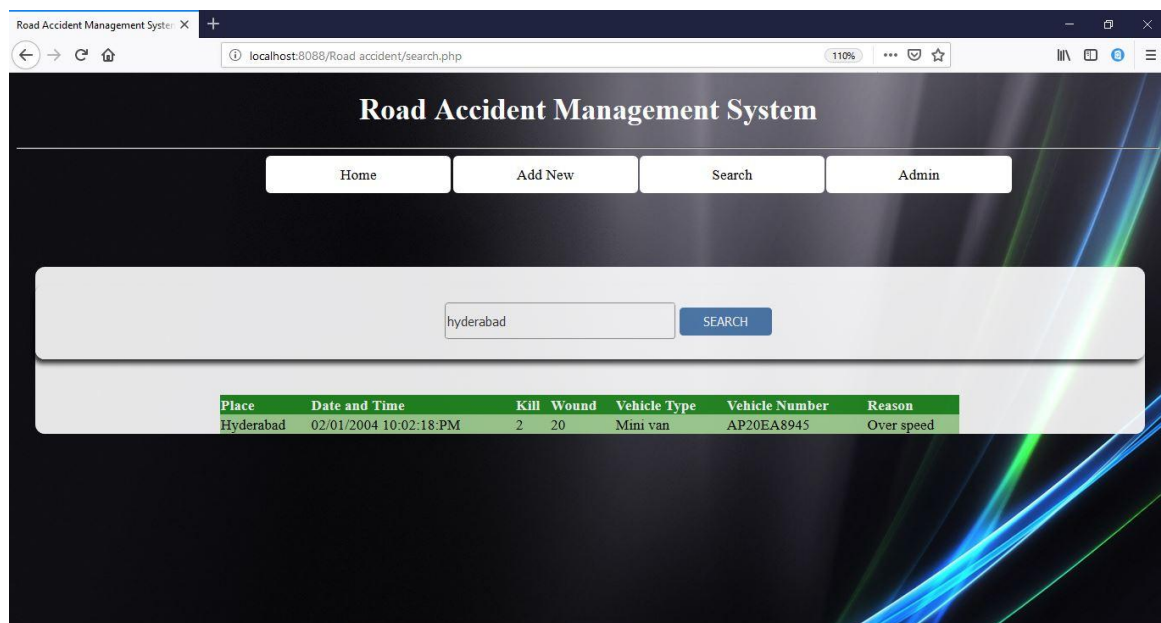 Road Accident Management Syster
localhost:8088/Road accident/search.php
110%
Road Accident Management System
Home Add New Search Admin
hyderabad SEARCH
Place Date and Time Kill Wound Vehicle Type Vehicle Number Reason
Hyderabad 02/01/2004 10:02:18:PM 2 20 Mini van AP20EA8945 Over speed